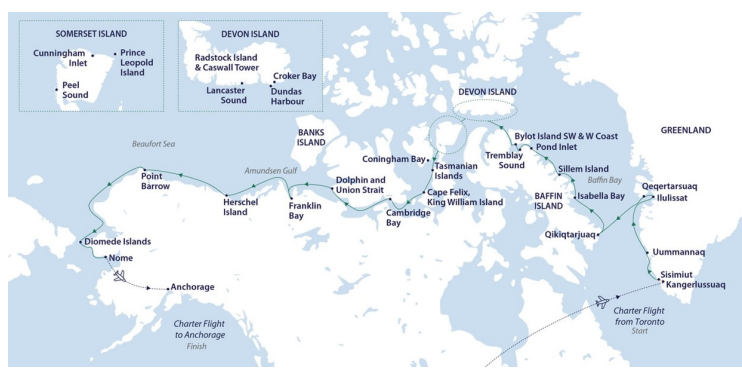 SOMERSET ISLAND
Cunningham
Inlet
Prince
Leopold
Island
Peel
Sound
DEVON ISLAND
Radstock Island
& Caswall Tower
Croker Bay
Lancaster
Sound
Dundas
Harbour
DEVON ISLAND
GREENLAND
BANKS
ISLAND
Beaufort Sea
Amundsen Gulf
Point
Barrow
Herschel
Island
Franklin
Bay
Dolphin and
Union Strait
Coningham Bay
Tasmanian
Islands
Cape Felix,
King William Island
Cambridge
Bay
Tremblay
Sound
Bylot Island SW & W Coast
Pond Inlet
Sillem Island
Baffin Bay
BAFFIN
ISLAND
Isabella Bay
Qikiqtarjuaq
Qeqertarsuaq
Ilulissat
Uummannaq
Sisimiut
Kangerlussuaq
Diomede Islands
Nome
Anchorage
Charter Flight
to Anchorage
Finish
Charter Flight
from Toronto
Start